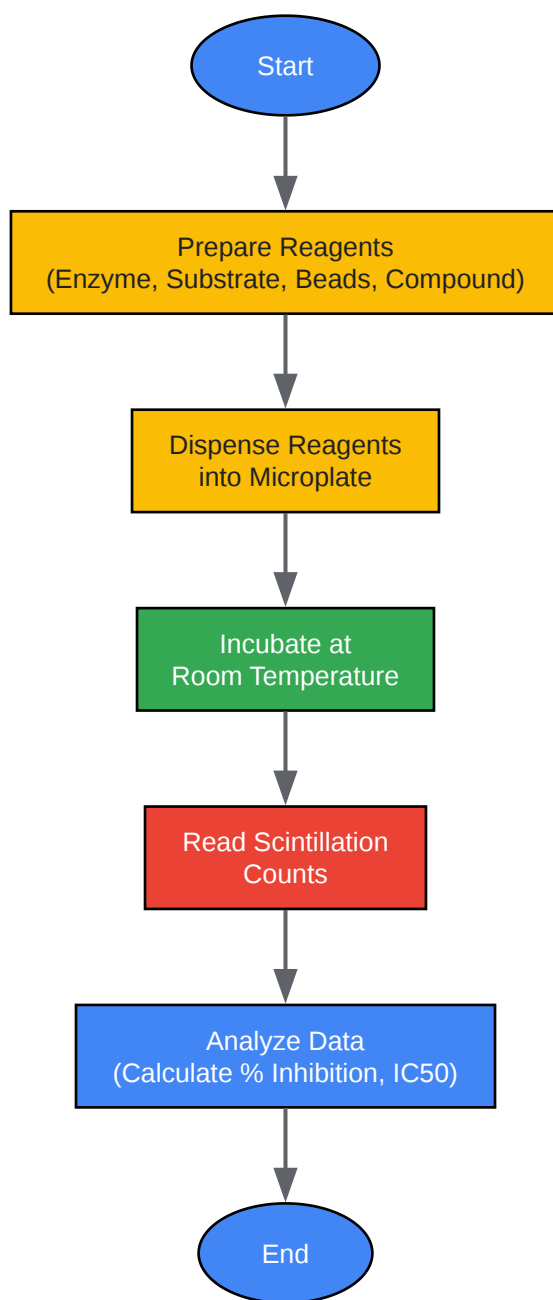 Start
Prepare Reagents
(Enzyme, Substrate, Beads, Compound)
Dispense Reagents
into Microplate
Incubate at
Room Temperature
Read Scintillation
Counts
Analyze Data
(Calculate % Inhibition, IC50)
End